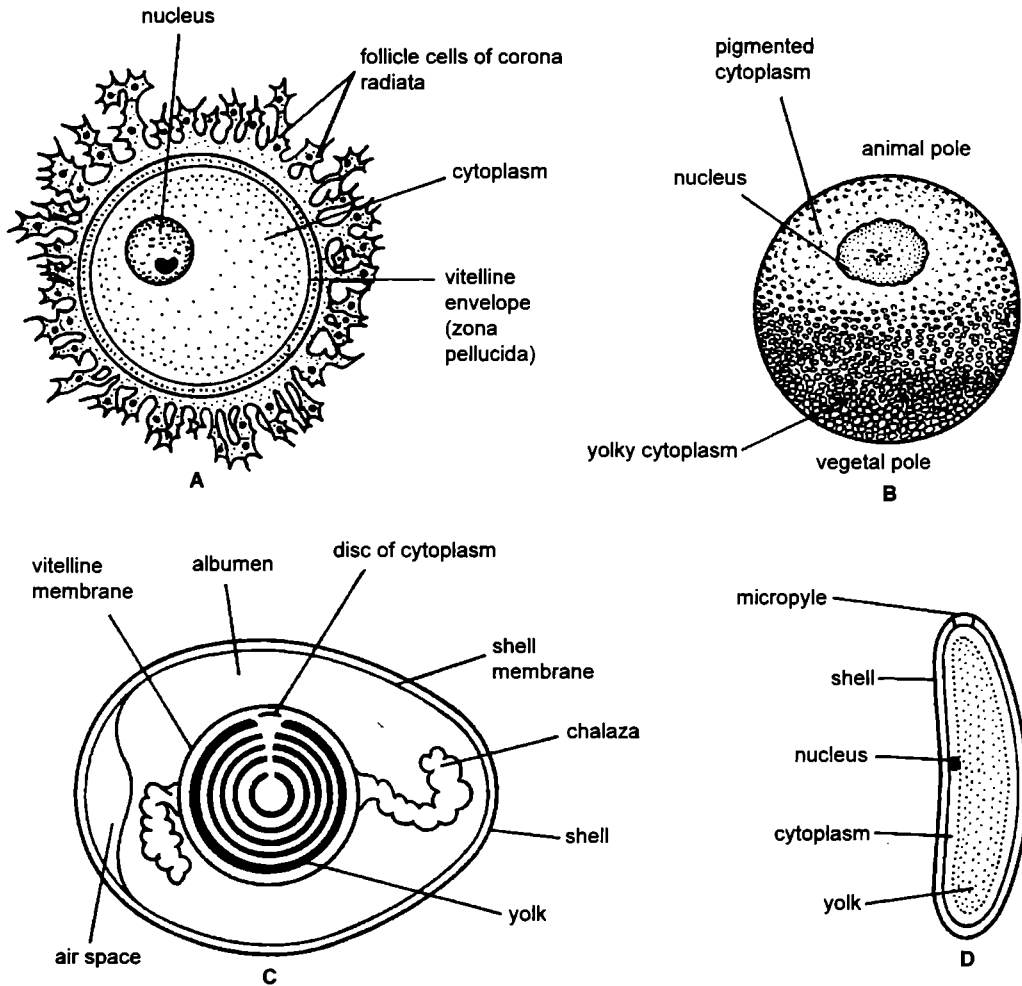 nucleus
follicle cells of corona
radiata
cytoplasm
vitelline
envelope
(zona
pellucida)
A
pigmented
cytoplasm
animal pole
nucleus
yolky cytoplasm
vegetal pole
B
vitelline
membrane
albumen
disc of cytoplasm
shell
membrane
chalaza
shell
yolk
air space
C
micropyle
shell
nucleus
cytoplasm
yolk
D